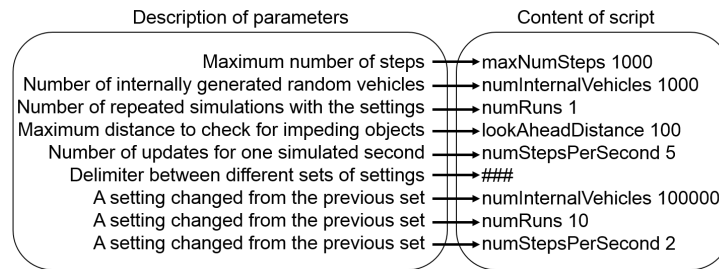 Description of parameters
Content of script
Maximum number of steps
maxNumSteps 1000
Number of internally generated random vehicles
numInternalVehicles 1000
Number of repeated simulations with the settings
numRuns 1
Maximum distance to check for impeding objects
lookAheadDistance 100
Number of updates for one simulated second
numStepsPerSecond 5
Delimiter between different sets of settings
###
A setting changed from the previous set
numInternalVehicles 100000
A setting changed from the previous set
numRuns 10
A setting changed from the previous set
numStepsPerSecond 2